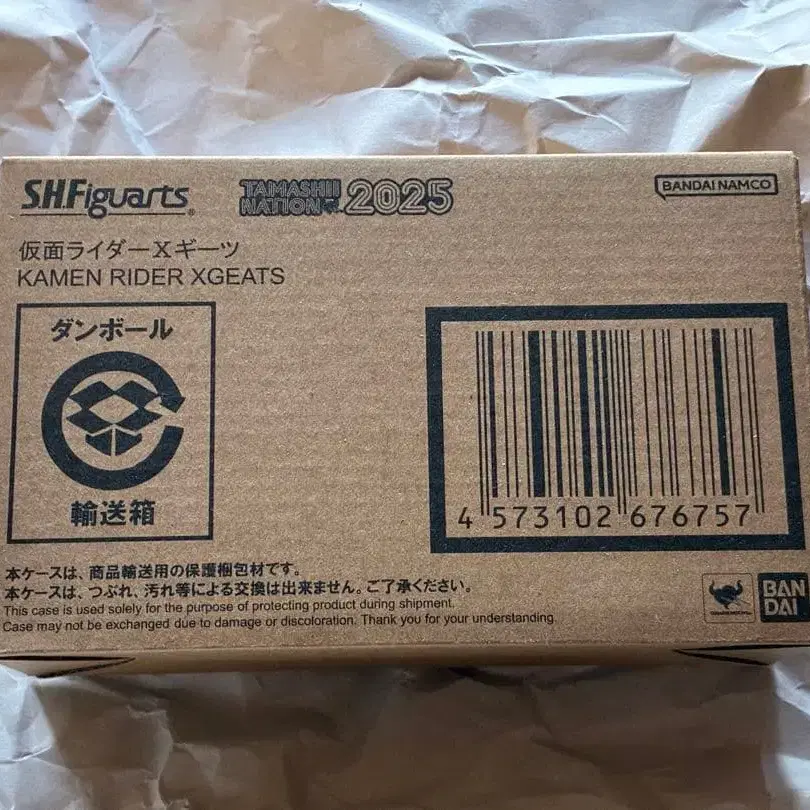 S.H.Figuarts®
TAMASHII
NATION 2025
BANDAI NAMCO
仮面ライダーXギーツ
KAMEN RIDER XGEATS
ダンボール
輸送箱
4 573102 676757
本ケースは、商品輸送用の保護梱包材です。
本ケースは、つぶれ、汚れ等による交換は出来ません。ご了承ください。
This case is used solely for the purpose of protecting product during shipment.
Case may not be exchanged due to damage or discoloration. Thank you for your understanding.
BAN
DAI